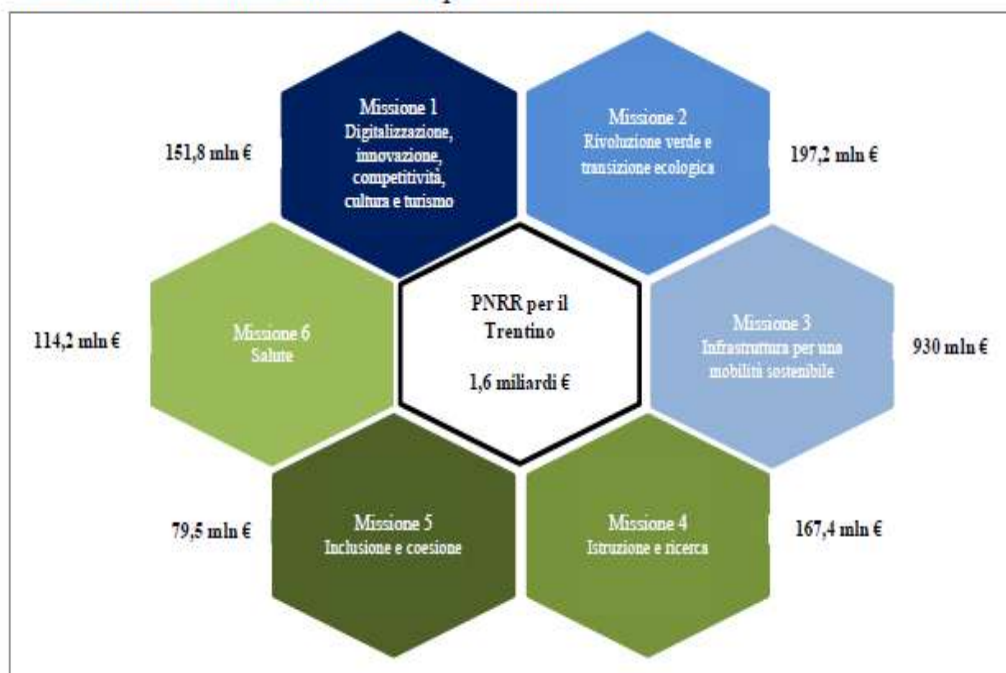 Missione 1
Digitalizzazione,
innovazione,
competitività,
cultura e turismo
151,8 mln €
Missione 2
Rivoluzione verde e
transizione ecologica
197,2 mln €
PNRR per il
Trentino
1,6 miliardi €
Missione 3
Infrastruttura per una
mobilità sostenibile
930 mln €
Missione 6
Salute
114,2 mln €
Missione 5
Inclusione e coesione
79,5 mln €
Missione 4
Istruzione e ricerca
167,4 mln €